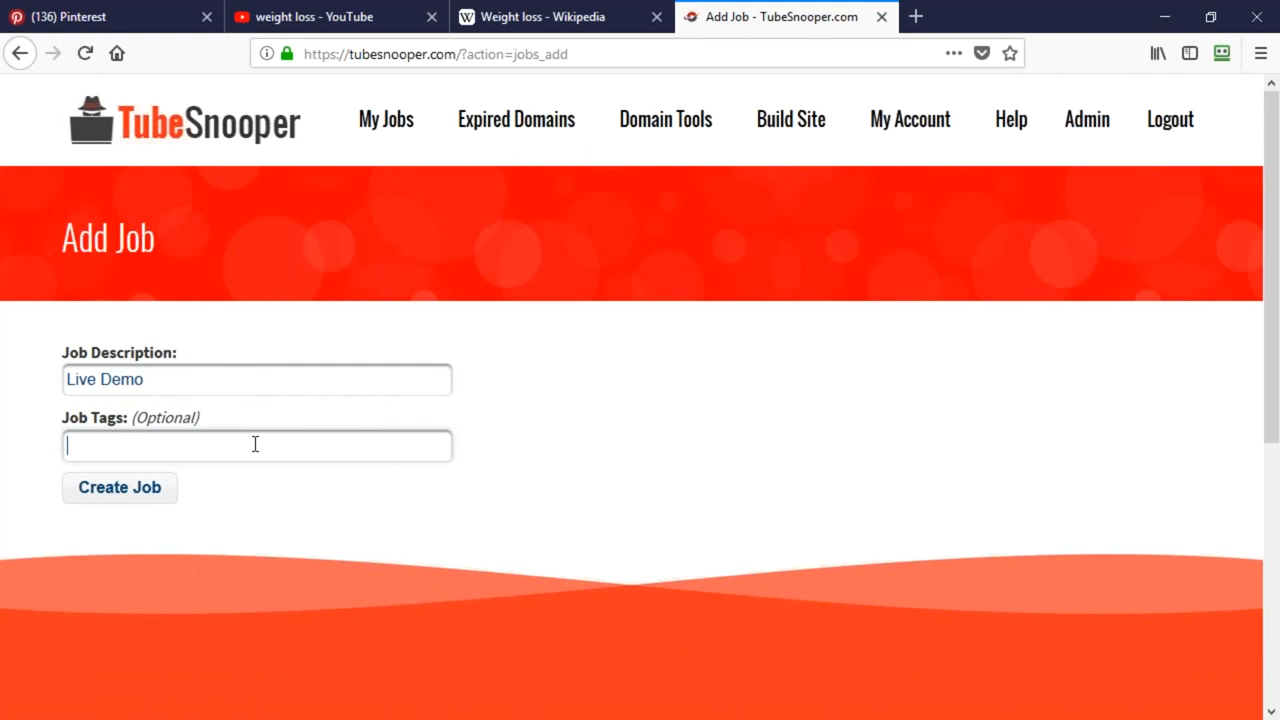 (136) Pinterest
weight loss - YouTube
W Weight loss - Wikipedia
Add Job - TubeSnooper.com
https://tubesnooper.com/?action=jobs_add
TubeSnooper
My Jobs Expired Domains Domain Tools Build Site My Account Help Admin Logout
Add Job
Job Description:
Live Demo
Job Tags: (Optional)
Create Job